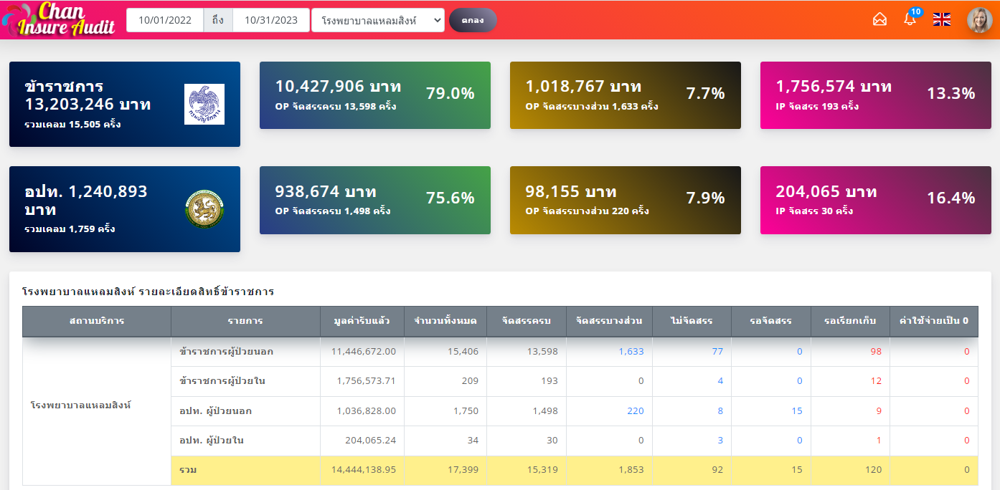 Chan
Insure Audit
10/01/2022 ถึง 10/31/2023 โรงพยาบาลแหลมสิงห์ ตกลง
10
ข้าราชการ
13,203,246 บาท
รวมเคลม 15,505 ครั้ง
กรมบัญชีกลาง
10,427,906 บาท
OP จัดสรรครบ 13,598 ครั้ง
79.0%
1,018,767 บาท
OP จัดสรรบางส่วน 1,633 ครั้ง
7.7%
1,756,574 บาท
IP จัดสรร 193 ครั้ง
13.3%
อปท. 1,240,893
บาท
รวมเคลม 1,759 ครั้ง
938,674 บาท
OP จัดสรรครบ 1,498 ครั้ง
75.6%
98,155 บาท
OP จัดสรรบางส่วน 220 ครั้ง
7.9%
204,065 บาท
IP จัดสรร 30 ครั้ง
16.4%
โรงพยาบาลแหลมสิงห์ รายละเอียดสิทธิ์ข้าราชการ
สถานบริการ รายการ มูลค่ารับแล้ว จำนวนทั้งหมด จัดสรรครบ จัดสรรบางส่วน ไม่จัดสรร รอจัดสรร รอเรียกเก็บ ค่าใช้จ่ายเป็น 0
ข้าราชการผู้ป่วยนอก 11,446,672.00 15,406 13,598 1,633 77 0 98 0
ข้าราชการผู้ป่วยใน 1,756,573.71 209 193 0 4 0 12 0
โรงพยาบาลแหลมสิงห์
อปท. ผู้ป่วยนอก 1,036,828.00 1,750 1,498 220 8 15 9 0
อปท. ผู้ป่วยใน 204,065.24 34 30 0 3 0 1 0
รวม 14,444,138.95 17,399 15,319 1,853 92 15 120 0